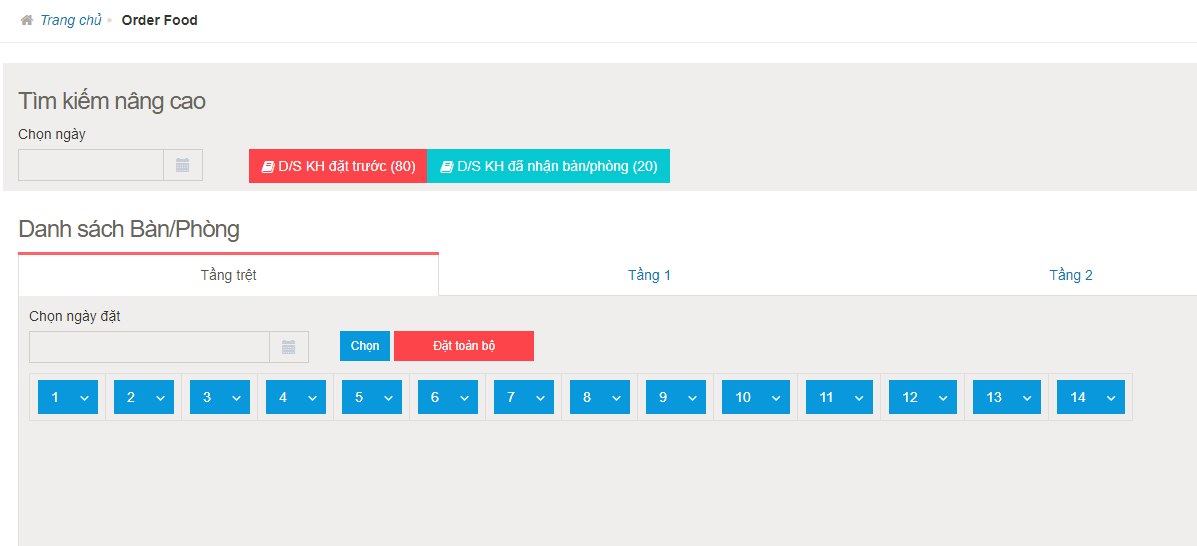 Trang chủ Order Food
Tìm kiếm nâng cao
Chọn ngày
D/S KH đặt trước (80) D/S KH đã nhận bàn/phòng (20)
Danh sách Bàn/Phòng
Tầng trệt Tầng 1 Tầng 2
Chọn ngày đặt
Chọn Đặt toàn bộ
1 2 3 4 5 6 7 8 9 10 11 12 13 14